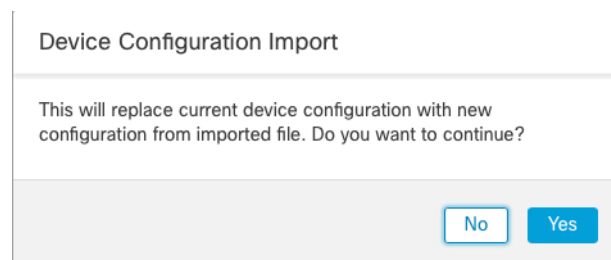 Device Configuration Import
This will replace current device configuration with new
configuration from imported file. Do you want to continue?
No
Yes